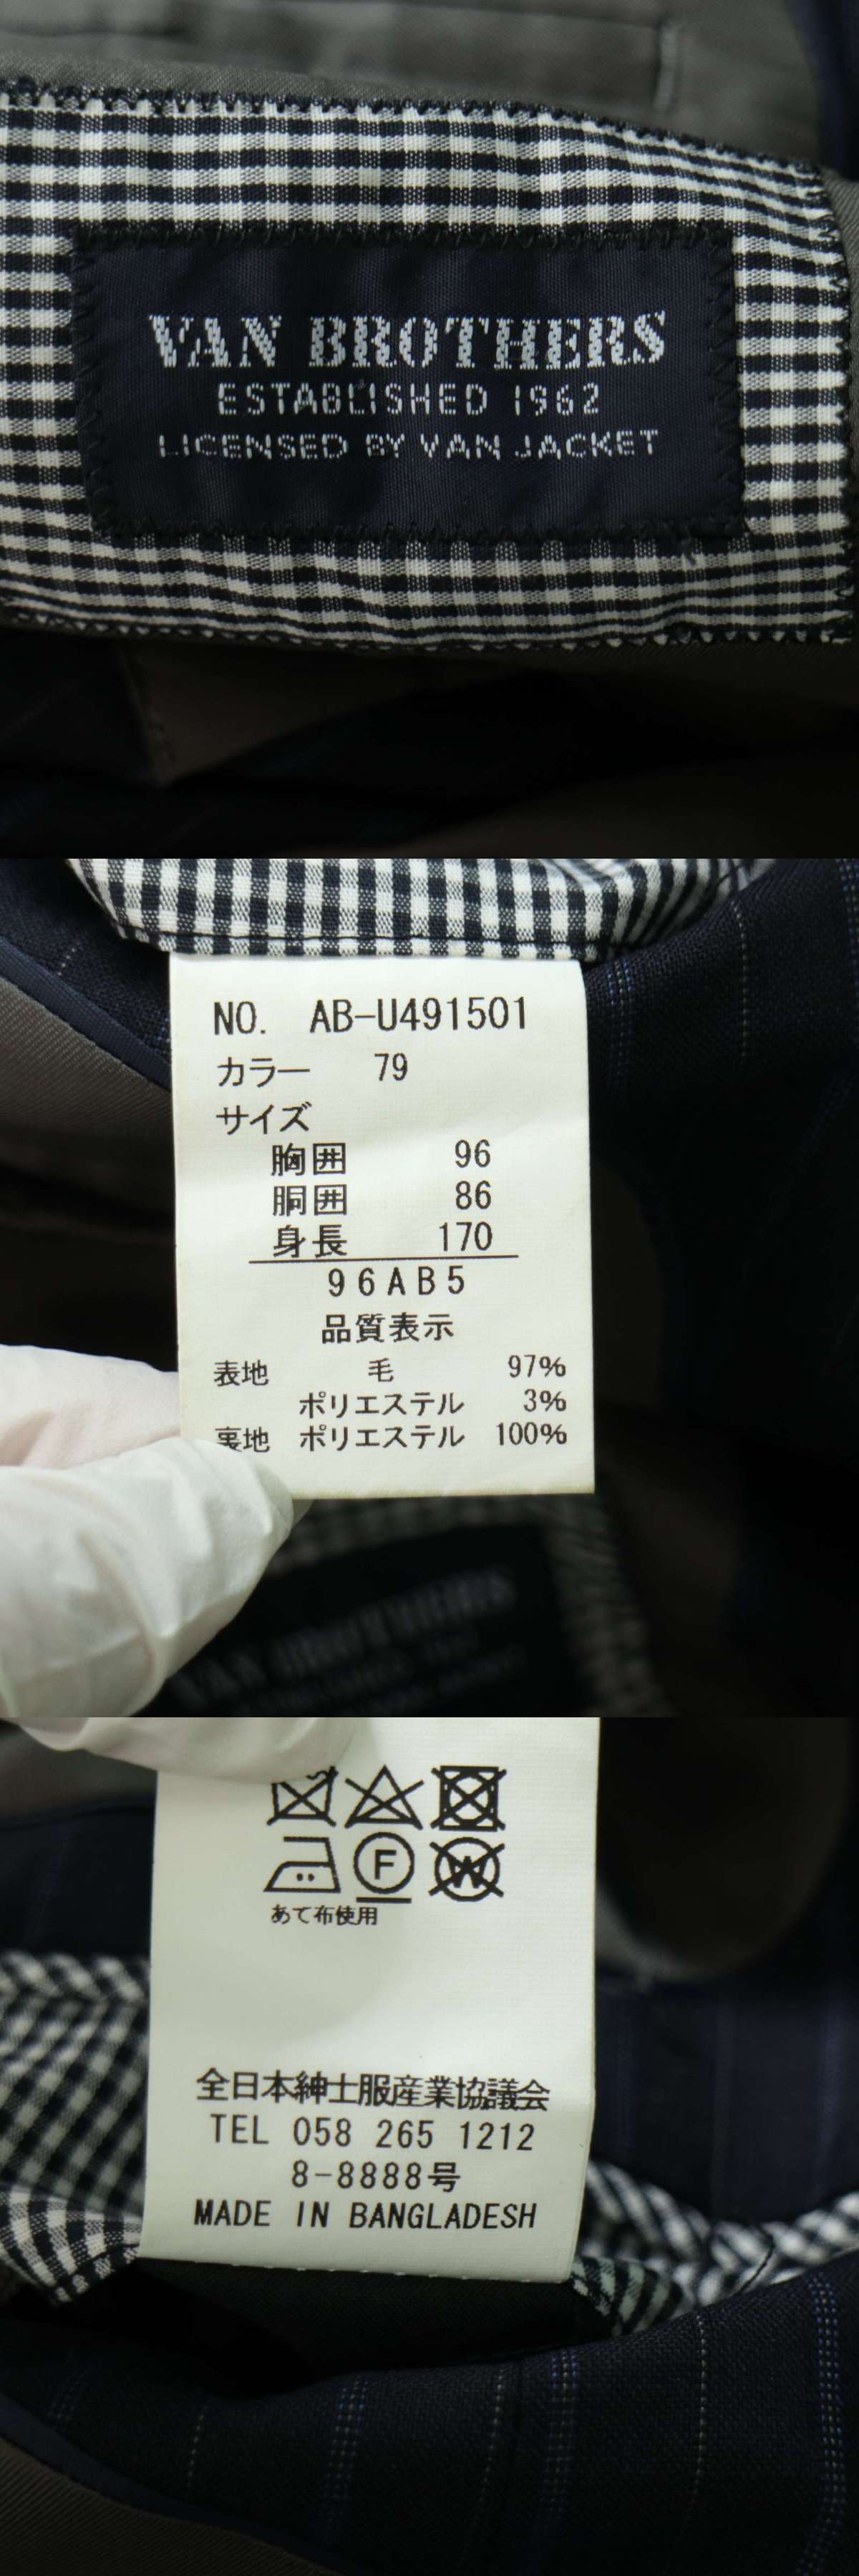 VAN BROTHERS
ESTABLISHED 1962
LICENSED BY VAN JACKET
NO. AB-U491501
カラー 79
サイズ
胸囲 96
胴囲 86
身長 170
96AB5
品質表示
表地 毛 97%
ポリエステル 3%
裏地 ポリエステル 100%
VAN BROTHERS
F W
あて布使用
全日本紳士服産業協議会
TEL 058 265 1212
8-8888号
MADE IN BANGLADESH